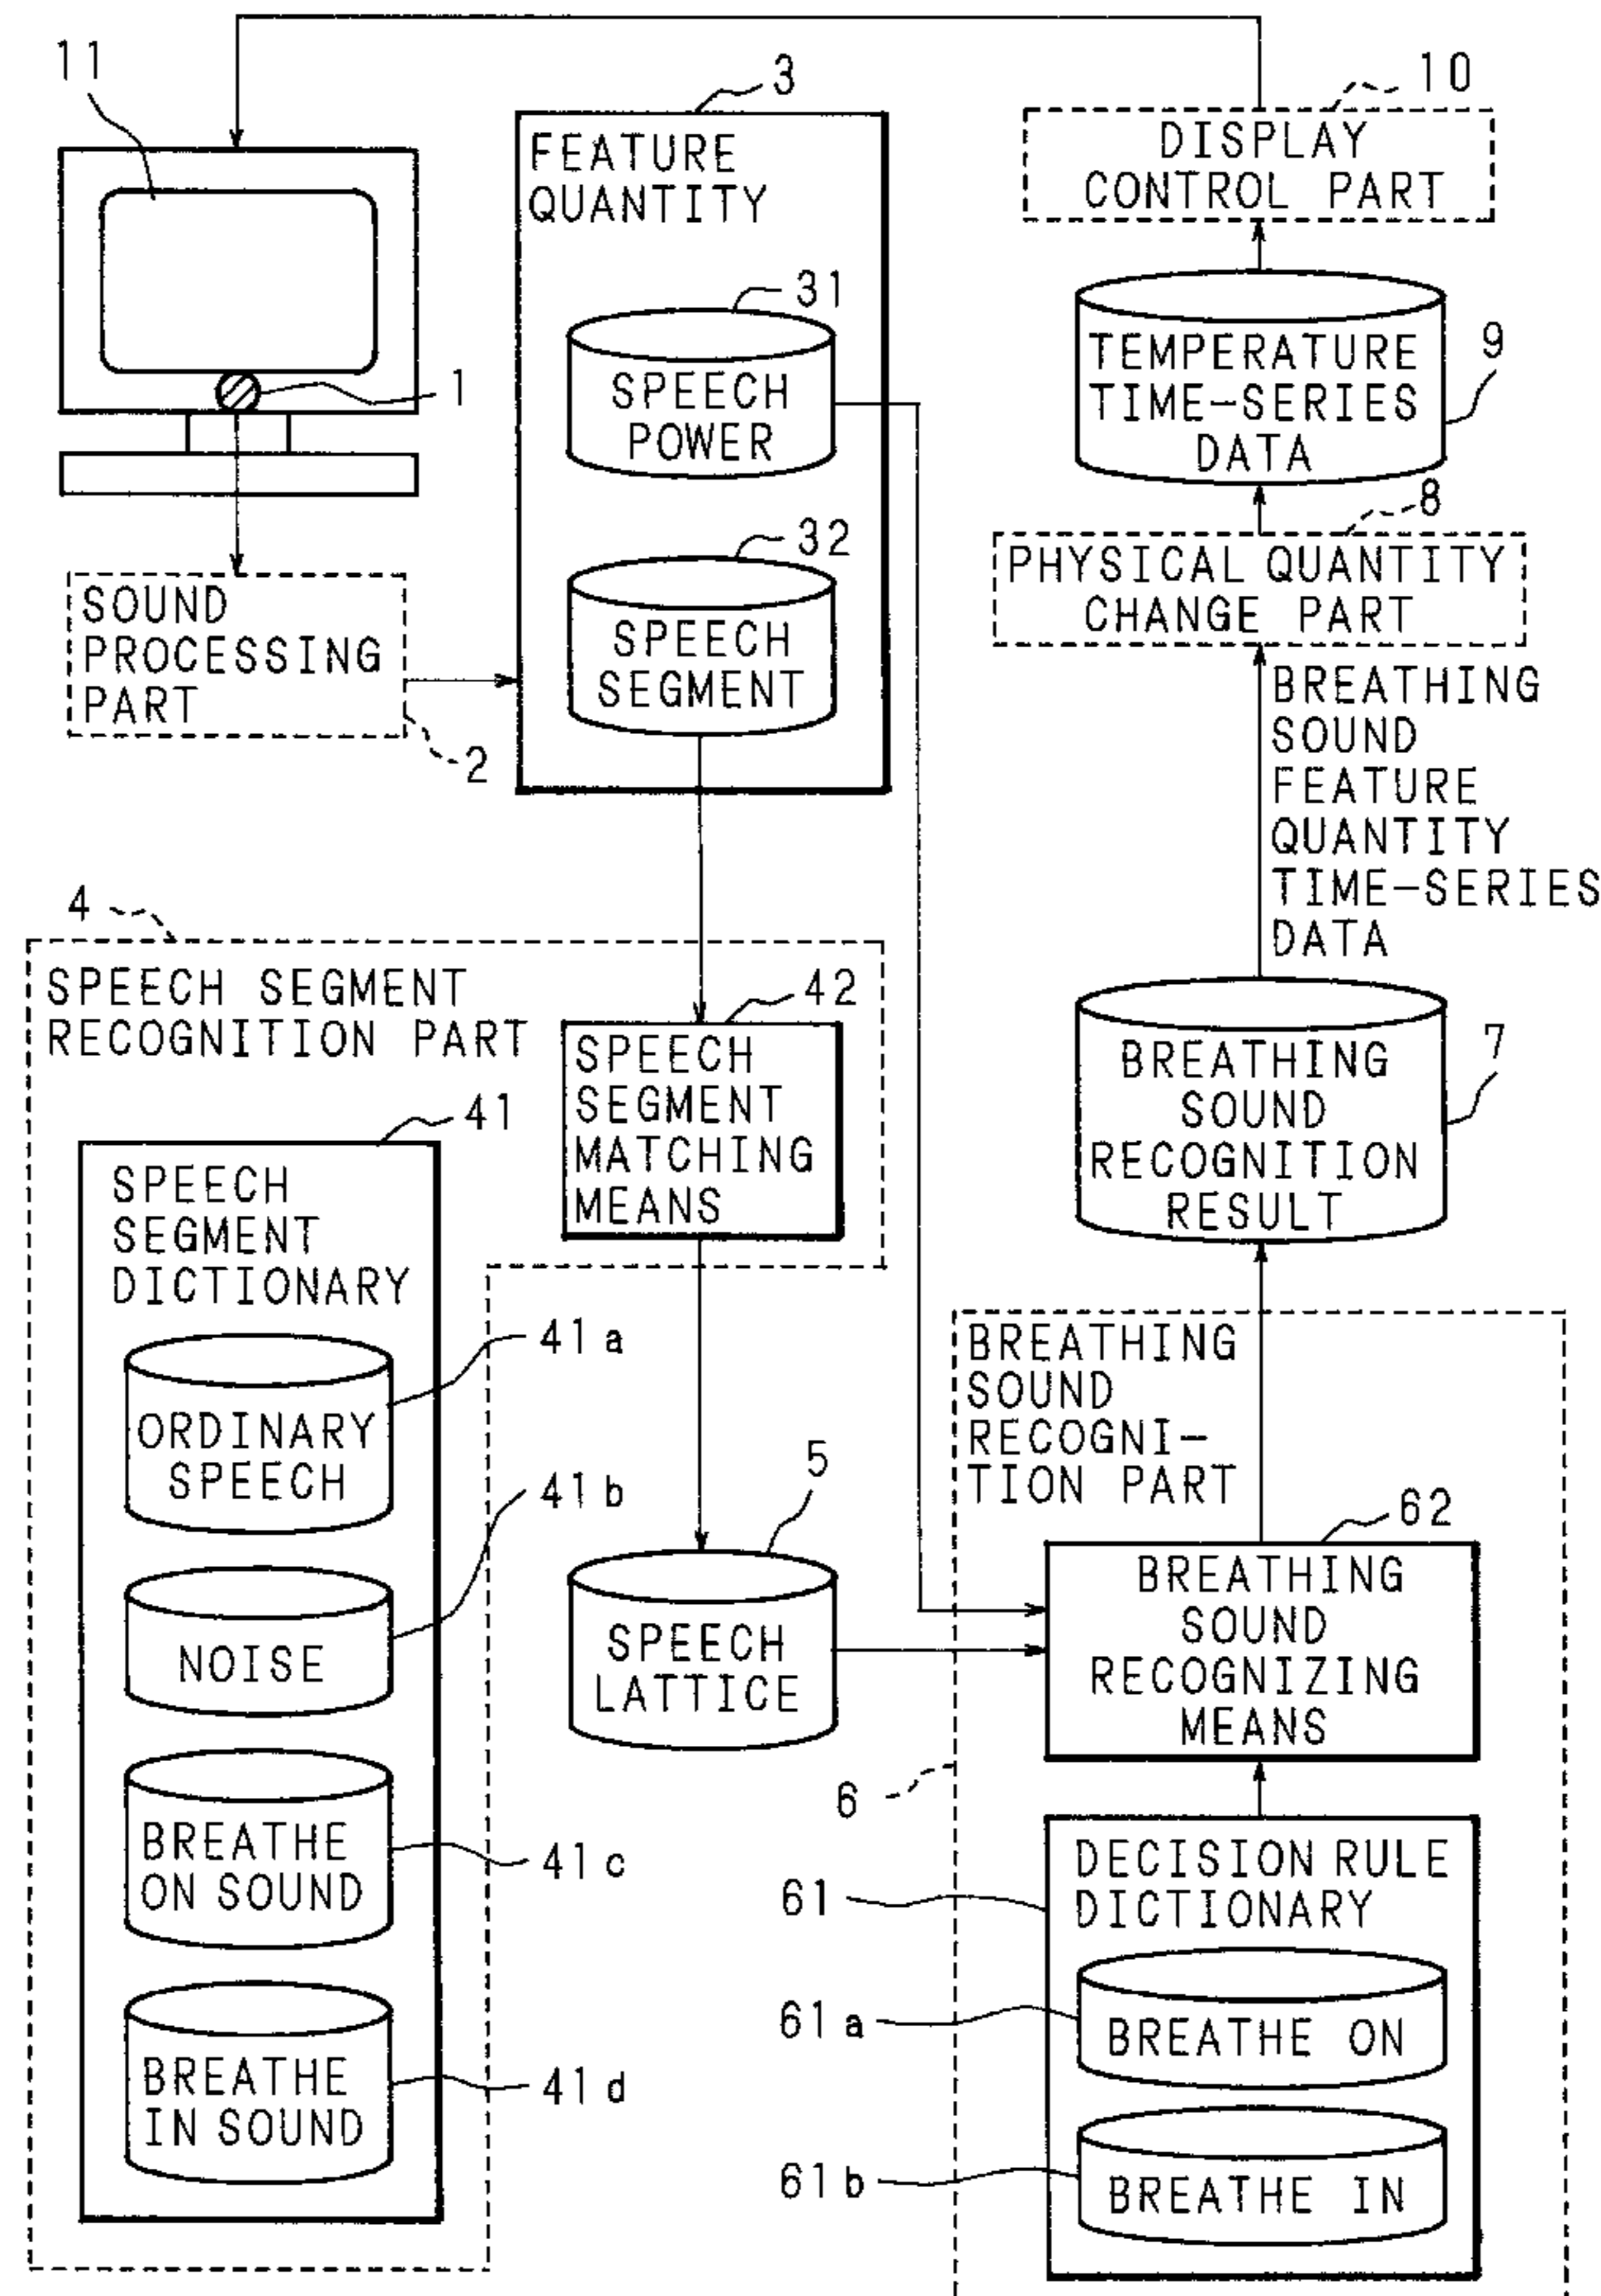 11
1
SOUND
PROCESSING
PART
2
3
FEATURE
QUANTITY
31
SPEECH
POWER
32
SPEECH
SEGMENT
10
DISPLAY
CONTROL PART
TEMPERATURE
TIME-SERIES
DATA
9
8
PHYSICAL QUANTITY
CHANGE PART
BREATHING
SOUND
FEATURE
QUANTITY
TIME-SERIES
DATA
BREATHING
SOUND
RECOGNITION
RESULT
7
4
SPEECH SEGMENT
RECOGNITION PART
42
SPEECH
SEGMENT
MATCHING
MEANS
41
SPEECH
SEGMENT
DICTIONARY
41a
ORDINARY
SPEECH
41b
NOISE
BREATHE
ON SOUND
41c
BREATHE
IN SOUND
41d
5
SPEECH
LATTICE
BREATHING
SOUND
RECOGNI-
TION PART
62
BREATHING
SOUND
RECOGNIZING
MEANS
6
61
DECISION RULE
DICTIONARY
61a
BREATHE ON
61b
BREATHE IN